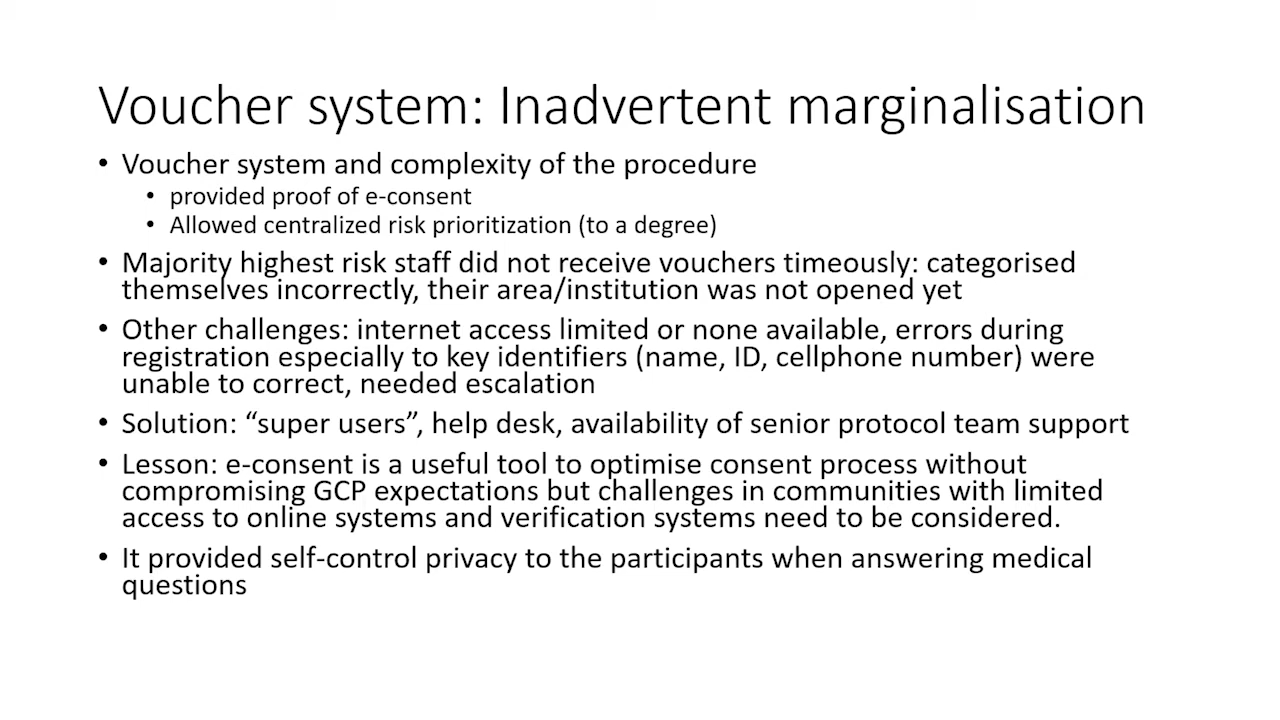 Voucher system: Inadvertent marginalisation
• Voucher system and complexity of the procedure
• provided proof of e-consent
• Allowed centralized risk prioritization (to a degree)
• Majority highest risk staff did not receive vouchers timeously: categorised
themselves incorrectly, their area/institution was not opened yet
• Other challenges: internet access limited or none available, errors during
registration especially to key identifiers (name, ID, cellphone number) were
unable to correct, needed escalation
• Solution: “super users”, help desk, availability of senior protocol team support
• Lesson: e-consent is a useful tool to optimise consent process without
compromising GCP expectations but challenges in communities with limited
access to online systems and verification systems need to be considered.
• It provided self-control privacy to the participants when answering medical
questions